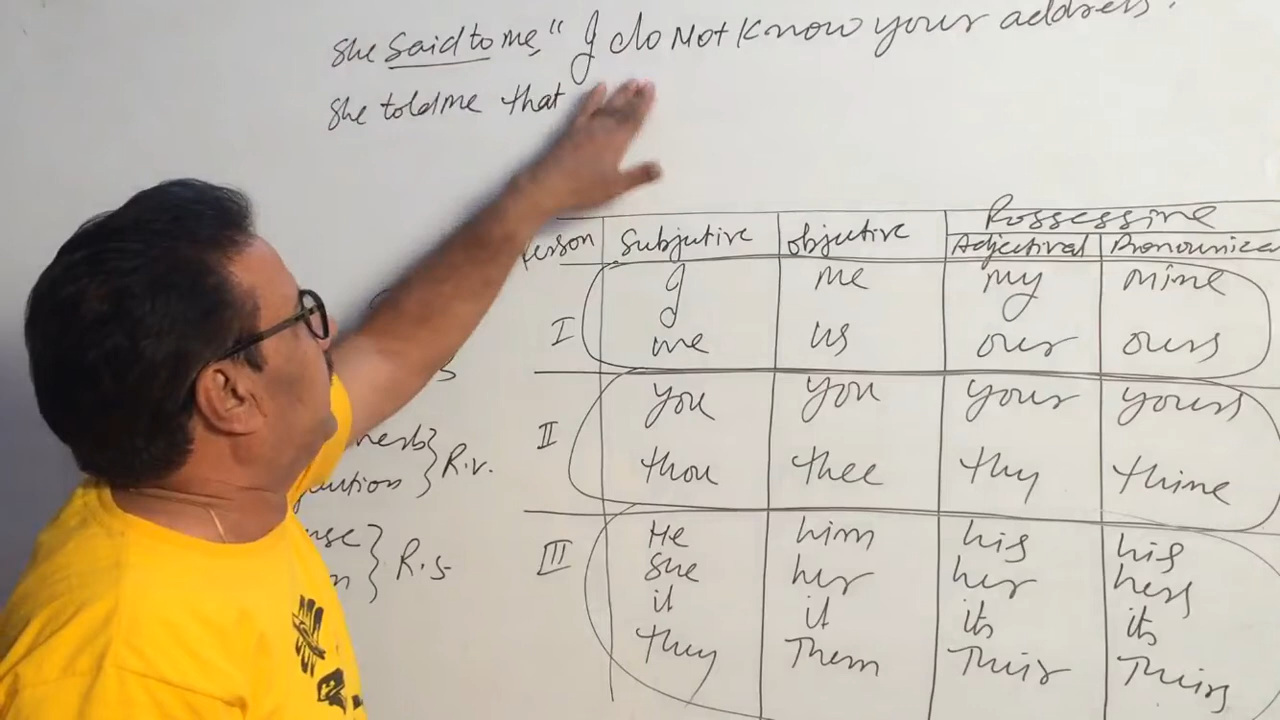 She said to me, " I do not know your address.
She told me that
Person Subjective objective Possessive
Adjectival Pronominal
I
I me my mine
me us our ours
II
you you your yours
thou thee thy thine
III
He him his his
She her her hers
it it its its
they Them Their Theirs
R.v.
R.s